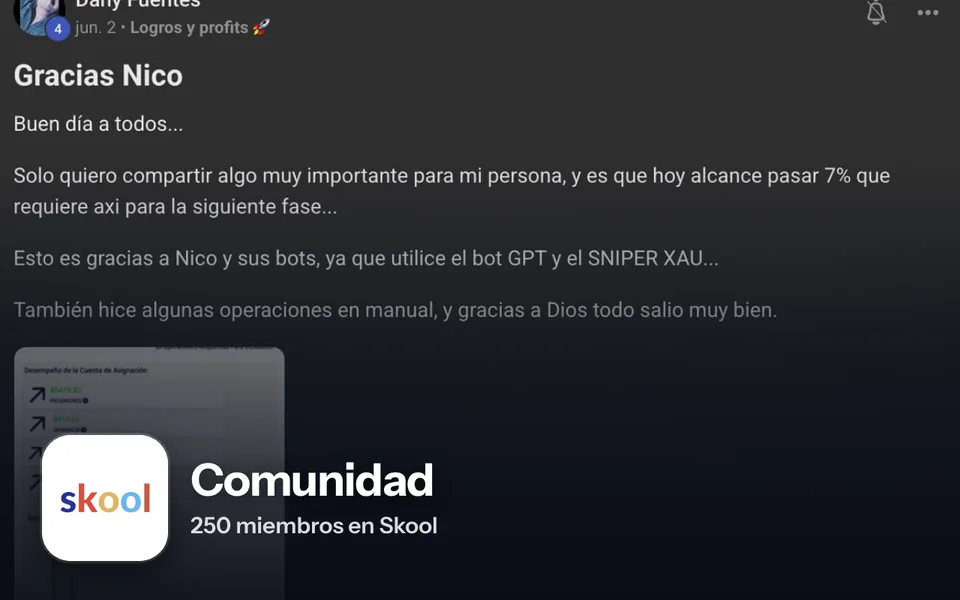 Dany Fuentes
4
jun. 2 • Logros y profits 🚀
Gracias Nico
Buen día a todos...
Solo quiero compartir algo muy importante para mi persona, y es que hoy alcance pasar 7% que
requiere axi para la siguiente fase...
Esto es gracias a Nico y sus bots, ya que utilice el bot GPT y el SNIPER XAU...
También hice algunas operaciones en manual, y gracias a Dios todo salio muy bien.
Desempeño de la Cuenta de Asignación
skool
Comunidad
250 miembros en Skool